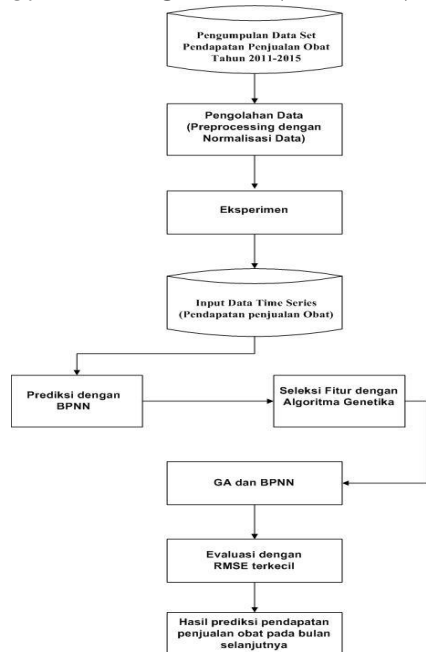 Pengumpulan Data Set
Pendapatan Penjualan Obat
Tahun 2011-2015
Pengolahan Data
(Preprocessing dengan
Normalisasi Data)
Eksperimen
Input Data Time Series
(Pendapatan penjualan Obat)
Prediksi dengan
BPNN
Seleksi Fitur dengan
Algoritma Genetika
GA dan BPNN
Evaluasi dengan
RMSE terkecil
Hasil prediksi pendapatan
penjualan obat pada bulan
selanjutnya